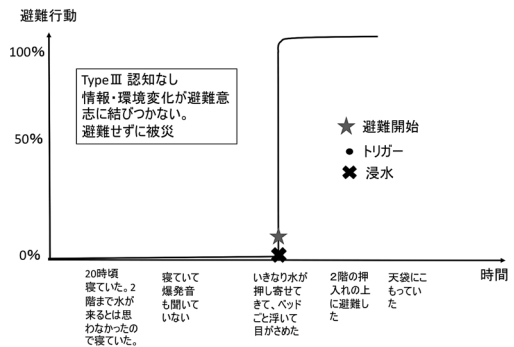 避難行動
100%
TypeⅢ 認知なし
情報・環境変化が避難意
志に結びつかない。
避難せずに被災
避難開始
トリガー
浸水
50%
0%
時間
20時頃
寝ていた。2
階まで水が
来るとは思
わなかったの
で寝ていた。
寝ていて
爆発音
も聞いて
いない
いきなり水が
押し寄せて
きて、ベッド
ごと浮いて
目がさめた
2階の押
入れの上
に避難し
た
天袋にこ
もってい
た